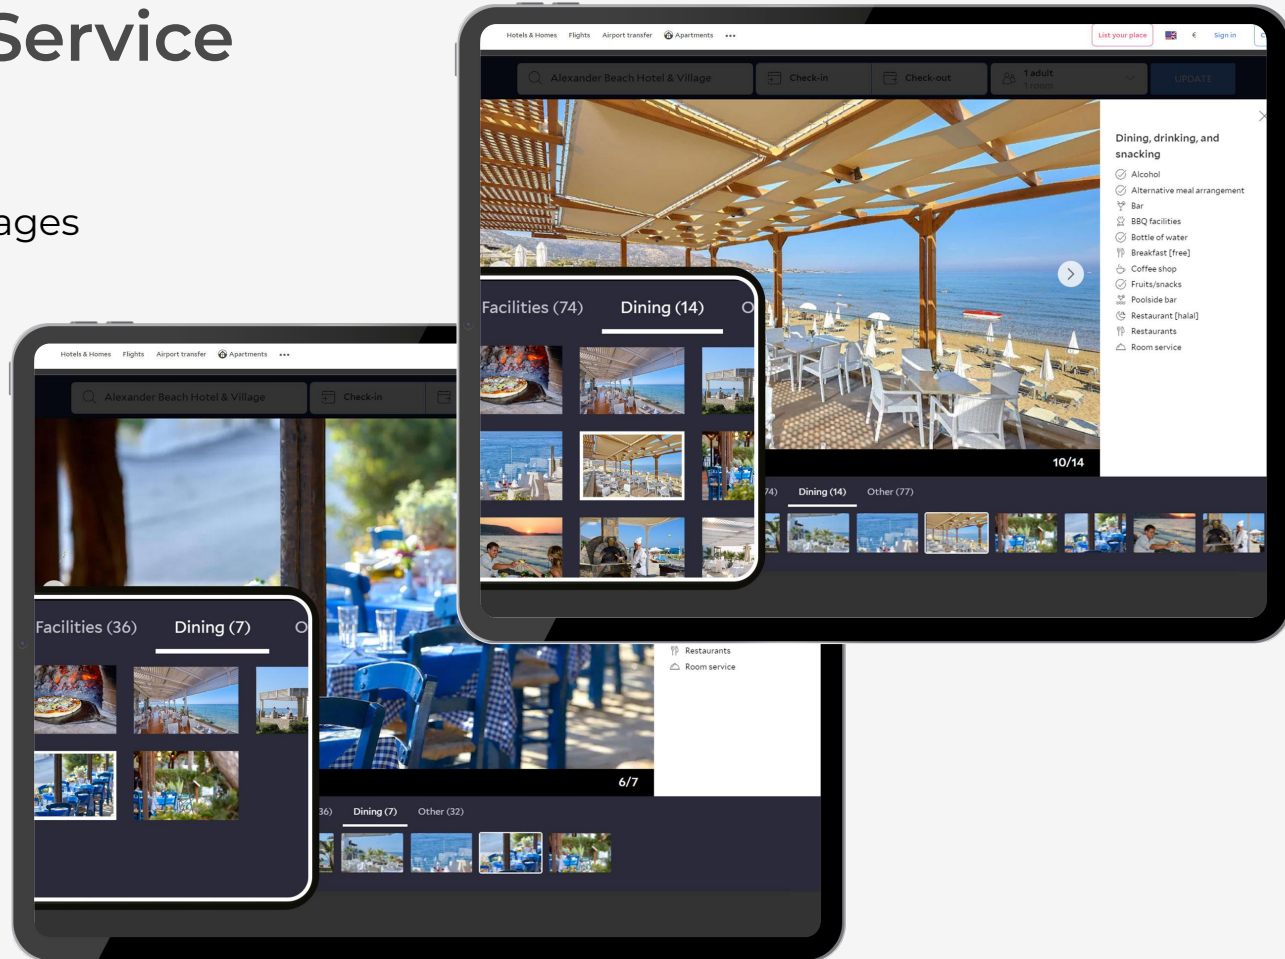 Service
ages
Hotels & Homes Flights Airport transfer Apartments •••
List your place € Sign in
Alexander Beach Hotel & Village
Check-in
Check-out
1 adult
1 room
UPDATE
Dining, drinking, and
snacking
Alcohol
Alternative meal arrangement
Bar
BBQ facilities
Bottle of water
Breakfast [free]
Coffee shop
Fruits/snacks
Poolside bar
Restaurant [halal]
Restaurants
Room service
Facilities (74) Dining (14) O
10/14
74) Dining (14) Other (77)
Hotels & Homes Flights Airport transfer Apartments •••
Alexander Beach Hotel & Village
Check-in
Restaurants
Room service
Facilities (36) Dining (7) O
6/7
36) Dining (7) Other (32)